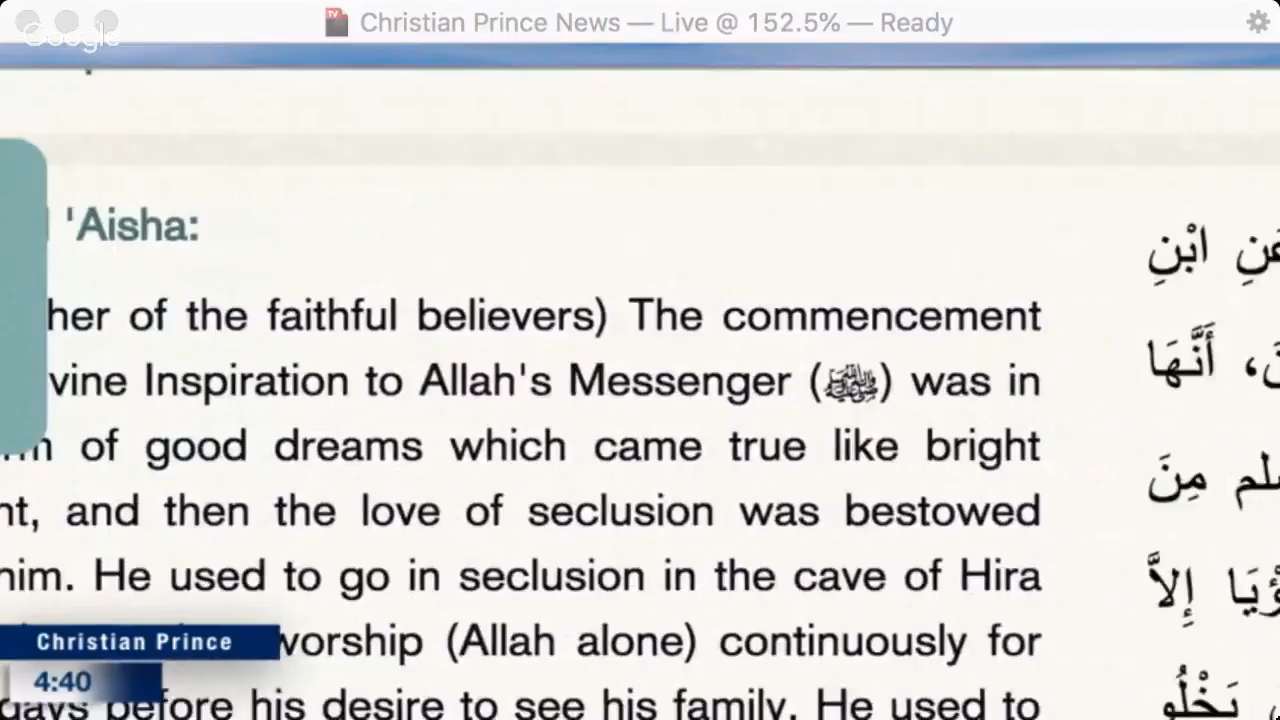 Christian Prince News — Live @ 152.5% — Ready
Google
'Aisha:
her of the faithful believers) The commencement
vine Inspiration to Allah's Messenger (ﷺ) was in
of good dreams which came true like bright
nt, and then the love of seclusion was bestowed
him. He used to go in seclusion in the cave of Hira
worship (Allah alone) continuously for
days before his desire to see his family. He used to
عَنِ ابْنِ
أَنَّهَا
مِنَ
إِلاَّ
يَخْلُو
Christian Prince
4:40